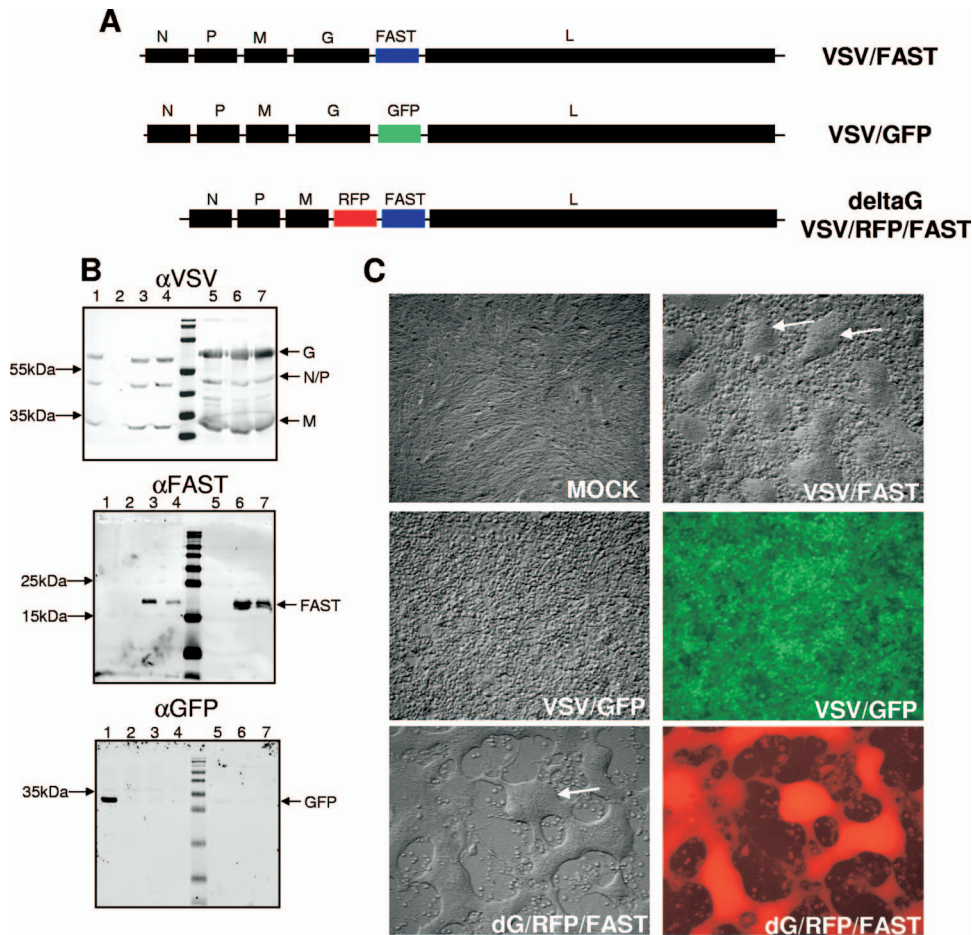 A
N P M G FAST L
VSV/FAST
N P M G GFP L
VSV/GFP
N P M RFP FAST L
deltaG
VSV/RFP/FAST
B
αVSV
1 2 3 4 5 6 7
G
55kDa
N/P
35kDa
M
αFAST
1 2 3 4 5 6 7
25kDa
FAST
15kDa
αGFP
1 2 3 4 5 6 7
35kDa
GFP
C
MOCK
VSV/FAST
VSV/GFP
VSV/GFP
dG/RFP/FAST
dG/RFP/FAST